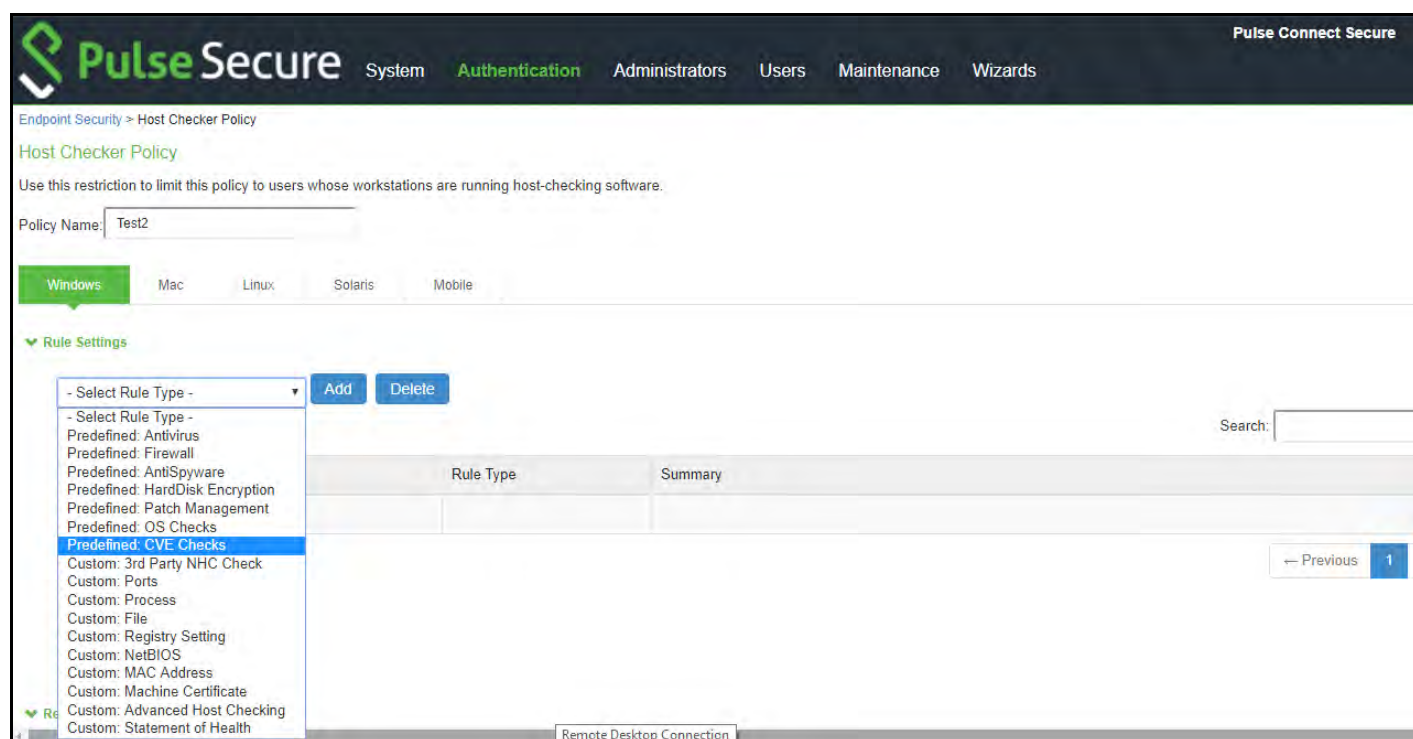 Pulse Connect Secure
Pulse Secure System Authentication Administrators Users Maintenance Wizards
Endpoint Security > Host Checker Policy
Host Checker Policy
Use this restriction to limit this policy to users whose workstations are running host-checking software.
Policy Name: Test2
Windows Mac Linux Solaris Mobile
Rule Settings
- Select Rule Type - Add Delete
- Select Rule Type -
Search:
Predefined: Antivirus
Predefined: Firewall
Predefined: AntiSpyware
Rule Type Summary
Predefined: HardDisk Encryption
Predefined: Patch Management
Predefined: OS Checks
Predefined: CVE Checks
Custom: 3rd Party NHC Check
← Previous 1
Custom: Ports
Custom: Process
Custom: File
Custom: Registry Setting
Custom: NetBIOS
Custom: MAC Address
Custom: Machine Certificate
Re Custom: Advanced Host Checking
Custom: Statement of Health
Remote Desktop Connection